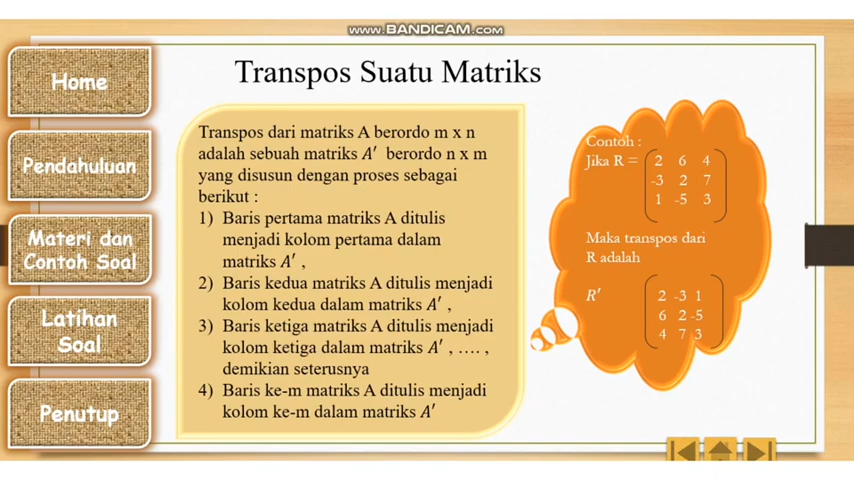 www.BANDICAM.com
Transpos Suatu Matriks
Home
Pendahuluan
Materi dan
Contoh Soal
Latihan
Soal
Penutup
Transpos dari matriks A berordo m x n
adalah sebuah matriks A′ berordo n x m
yang disusun dengan proses sebagai
berikut :
1) Baris pertama matriks A ditulis
menjadi kolom pertama dalam
matriks A′ ,
2) Baris kedua matriks A ditulis menjadi
kolom kedua dalam matriks A′ ,
3) Baris ketiga matriks A ditulis menjadi
kolom ketiga dalam matriks A′ , …. ,
demikian seterusnya
4) Baris ke-m matriks A ditulis menjadi
kolom ke-m dalam matriks A′
Contoh :
Jika R = 2 6 4
-3 2 7
1 -5 3
Maka transpos dari
R adalah
R′ 2 -3 1
6 2 -5
4 7 3